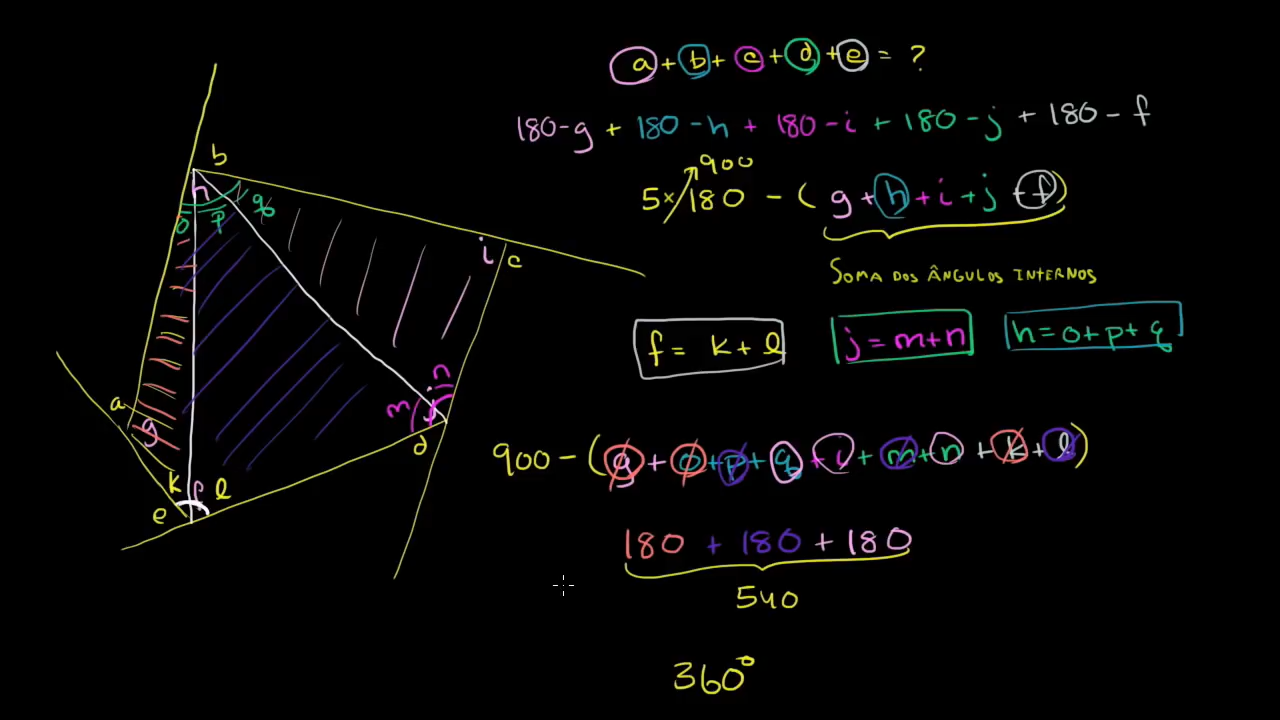 a + b + c + d + e = ?
180-g + 180-h + 180-i + 180-j + 180-f
900
5×180 - (g+h+i+j+f)
SOMA DOS ÂNGULOS INTERNOS
f = k+l
j = m+n
h = o+p+q
900 - (g+o+p+q+i+m+n+k+l)
180 + 180 + 180
540
360°
b
h
o
p
q
i
c
a
g
n
m
j
d
k
f
l
e